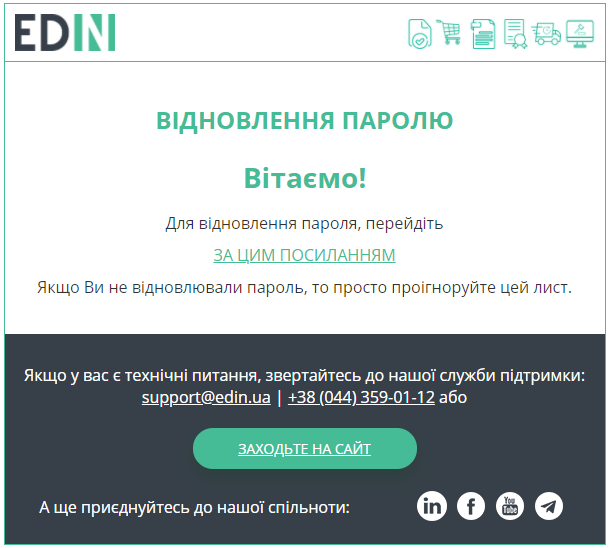 EDIN
ВІДНОВЛЕННЯ ПАРОЛЮ
Вітаємо!
Для відновлення пароля, перейдіть
ЗА ЦИМ ПОСИЛАННЯМ
Якщо Ви не відновлювали пароль, то просто проігноруйте цей лист.
Якщо у вас є технічні питання, звертайтесь до нашої служби підтримки:
support@edin.ua | +38 (044) 359-01-12 або
ЗАХОДЬТЕ НА САЙТ
А ще приєднуйтесь до нашої спільноти:
in f You Tube